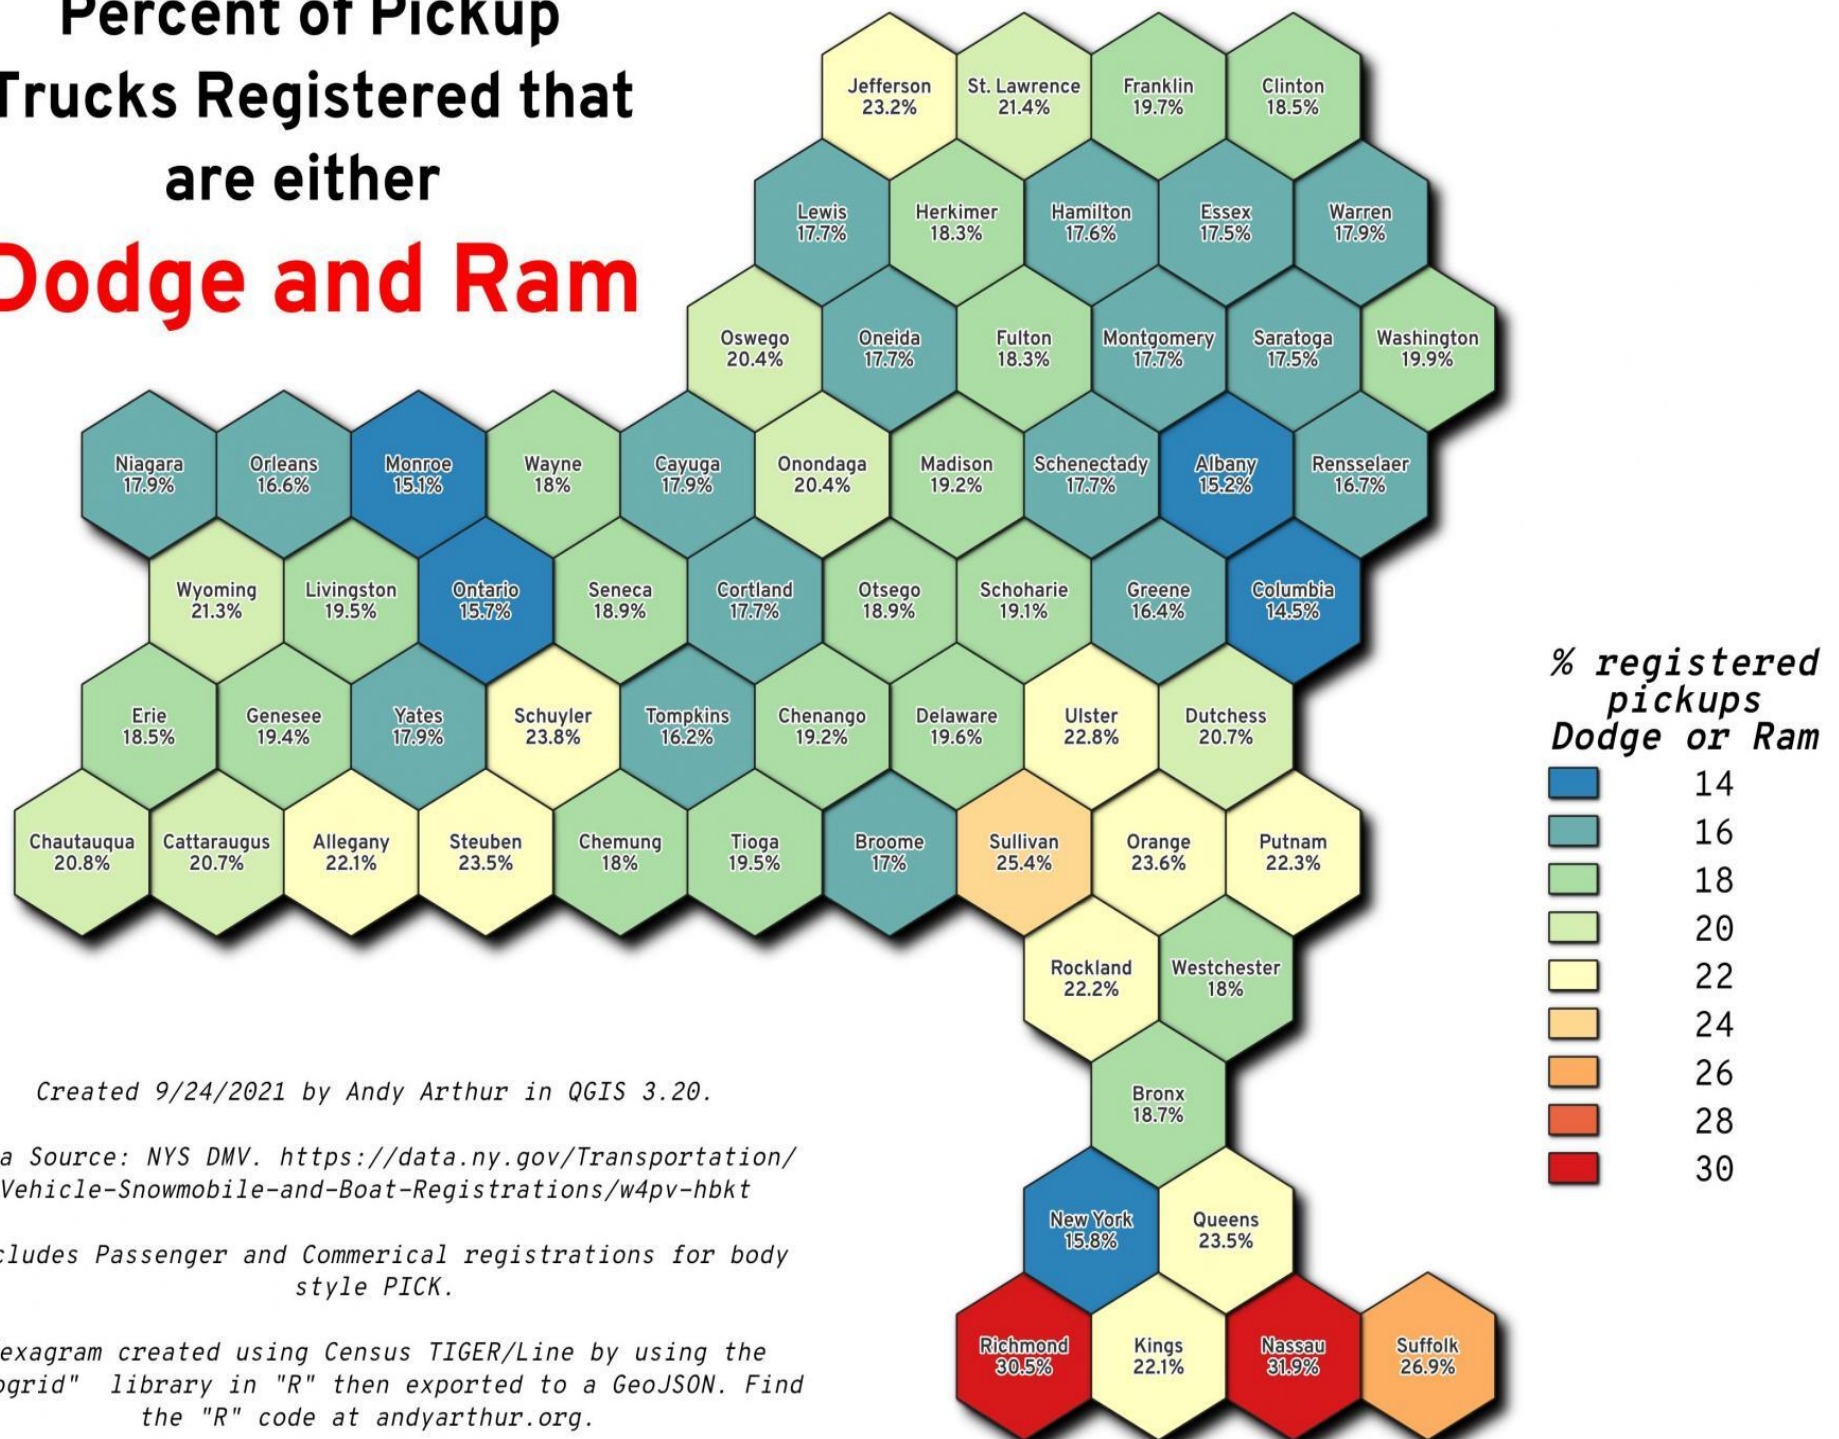 Percent of Pickup
Trucks Registered that
are either
Dodge and Ram
Jefferson
23.2%
St. Lawrence
21.4%
Franklin
19.7%
Clinton
18.5%
Lewis
17.7%
Herkimer
18.3%
Hamilton
17.6%
Essex
17.5%
Warren
17.9%
Oswego
20.4%
Oneida
17.7%
Fulton
18.3%
Montgomery
17.7%
Saratoga
17.5%
Washington
19.9%
Niagara
17.9%
Orleans
16.6%
Monroe
15.1%
Wayne
18%
Cayuga
17.9%
Onondaga
20.4%
Madison
19.2%
Schenectady
17.7%
Albany
15.2%
Rensselaer
16.7%
Wyoming
21.3%
Livingston
19.5%
Ontario
15.7%
Seneca
18.9%
Cortland
17.7%
Otsego
18.9%
Schoharie
19.1%
Greene
16.4%
Columbia
14.5%
Erie
18.5%
Genesee
19.4%
Yates
17.9%
Schuyler
23.8%
Tompkins
16.2%
Chenango
19.2%
Delaware
19.6%
Ulster
22.8%
Dutchess
20.7%
Chautauqua
20.8%
Cattaraugus
20.7%
Allegany
22.1%
Steuben
23.5%
Chemung
18%
Tioga
19.5%
Broome
17%
Sullivan
25.4%
Orange
23.6%
Putnam
22.3%
Rockland
22.2%
Westchester
18%
Bronx
18.7%
New York
15.8%
Queens
23.5%
Richmond
30.5%
Kings
22.1%
Nassau
31.9%
Suffolk
26.9%
% registered
pickups
Dodge or Ram
14
16
18
20
22
24
26
28
30
Created 9/24/2021 by Andy Arthur in QGIS 3.20.
a Source: NYS DMV. https://data.ny.gov/Transportation/
Vehicle-Snowmobile-and-Boat-Registrations/w4pv-hbkt
cludes Passenger and Commerical registrations for body
style PICK.
exagram created using Census TIGER/Line by using the
ogrid" library in "R" then exported to a GeoJSON. Find
the "R" code at andyarthur.org.